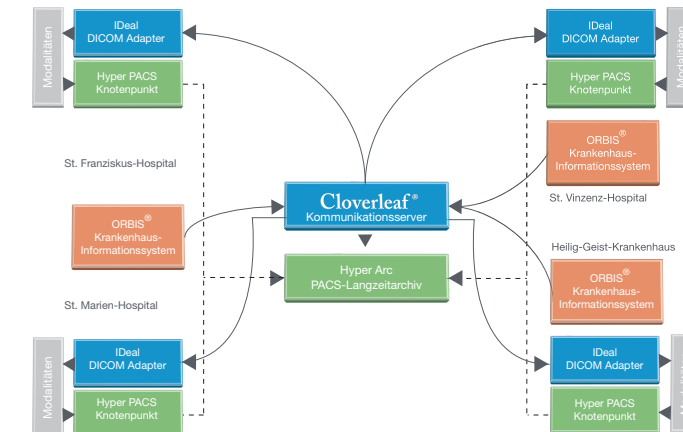 Modalitäten
IDeal
DICOM Adapter
Hyper PACS
Knotenpunkt
IDeal
DICOM Adapter
Modalitäten
Hyper PACS
Knotenpunkt
ORBIS®
Krankenhaus-
Informationssystem
St. Franziskus-Hospital
St. Vinzenz-Hospital
Cloverleaf®
Kommunikationsserver
ORBIS®
Krankenhaus-
Informationssystem
Heilig-Geist-Krankenhaus
Hyper Arc
PACS-Langzeitarchiv
ORBIS®
Krankenhaus-
Informationssystem
St. Marien-Hospital
Modalitäten
IDeal
DICOM Adapter
Hyper PACS
Knotenpunkt
IDeal
DICOM Adapter
Hyper PACS
Knotenpunkt